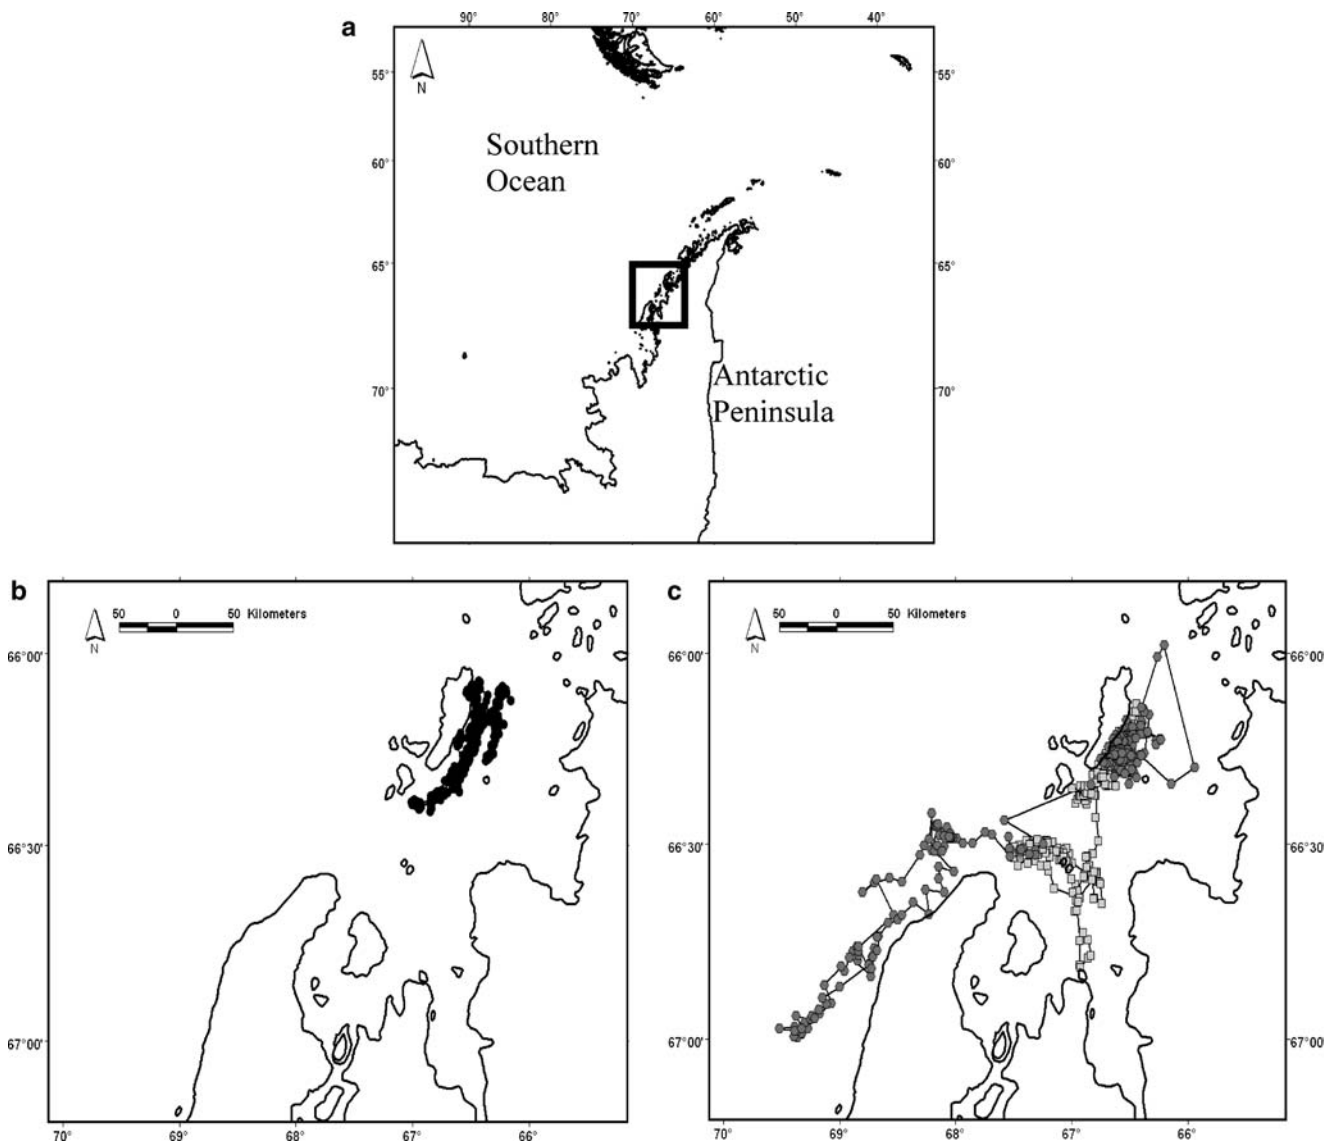 a
90° 80° 70° 60° 50° 40°
N
55° 55°
Southern
Ocean
60° 60°
65° 65°
Antarctic
Peninsula
70° 70°
b
50 0 50 Kilometers
N
66°00'
66°30'
67°00'
70° 69° 68° 67° 66°
c
50 0 50 Kilometers
N
66°00' 66°00'
66°30' 66°30'
67°00' 67°00'
70° 69° 68° 67° 66°